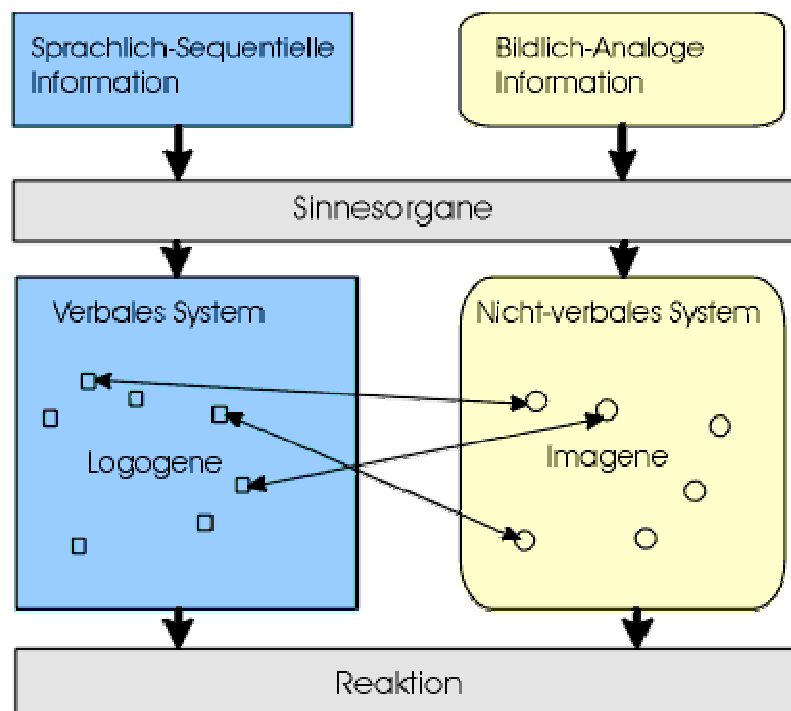 Sprachlich-Sequentielle
Information
Bildlich-Analoge
Information
Sinnesorgane
Verbales System
Nicht-verbales System
Logogene
Imagene
Reaktion